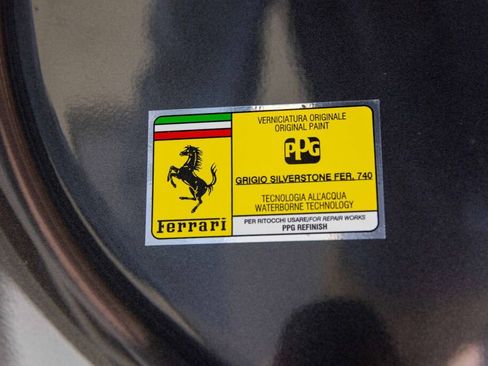 VERNICIATURA ORIGINALE
ORIGINAL PAINT
PPG
GRIGIO SILVERSTONE FER. 740
TECNOLOGIA ALL'ACQUA
WATERBORNE TECHNOLOGY
Ferrari
PER RITOCCHI USARE/FOR REPAIR WORKS
PPG REFINISH